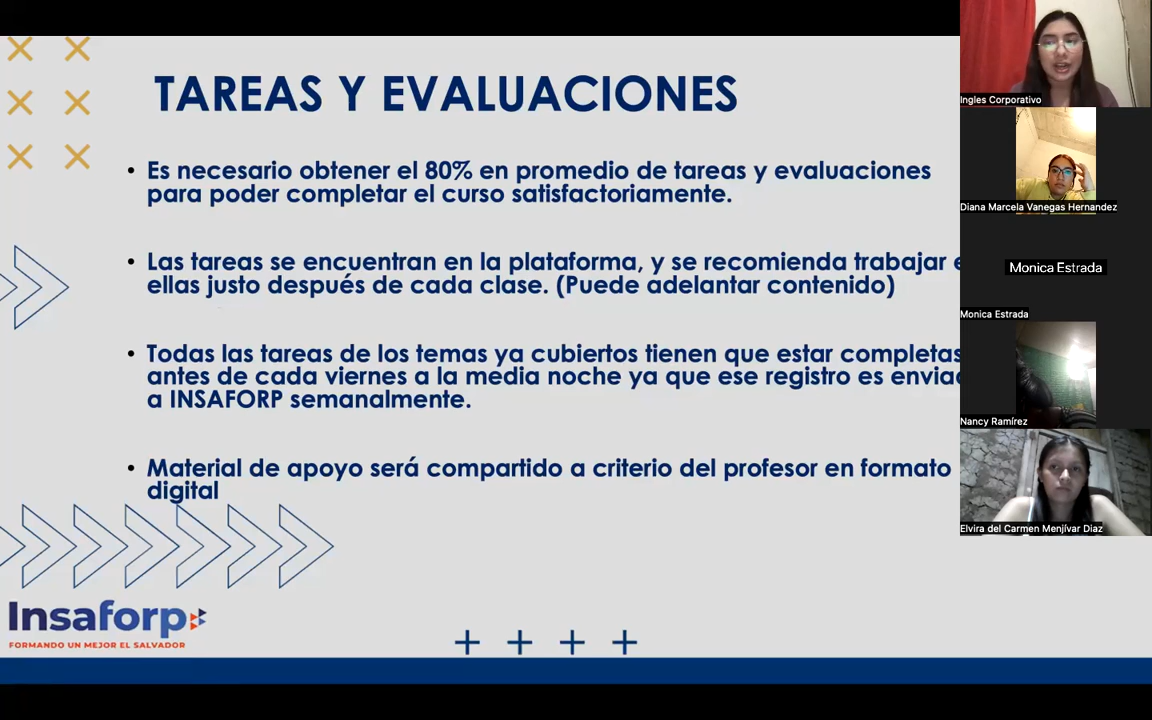 TAREAS Y EVALUACIONES
• Es necesario obtener el 80% en promedio de tareas y evaluaciones
para poder completar el curso satisfactoriamente.
• Las tareas se encuentran en la plataforma, y se recomienda trabajar
ellas justo después de cada clase. (Puede adelantar contenido)
• Todas las tareas de los temas ya cubiertos tienen que estar completas
antes de cada viernes a la media noche ya que ese registro es
a INSAFORP semanalmente.
• Material de apoyo será compartido a criterio del profesor en formato
digital
Insaforp
FORMANDO UN MEJOR EL SALVADOR
Ingles Corporativo
Diana Marcela Vanegas Hernandez
Monica Estrada
Monica Estrada
Nancy Ramírez
Elvira del Carmen Menjívar Diaz